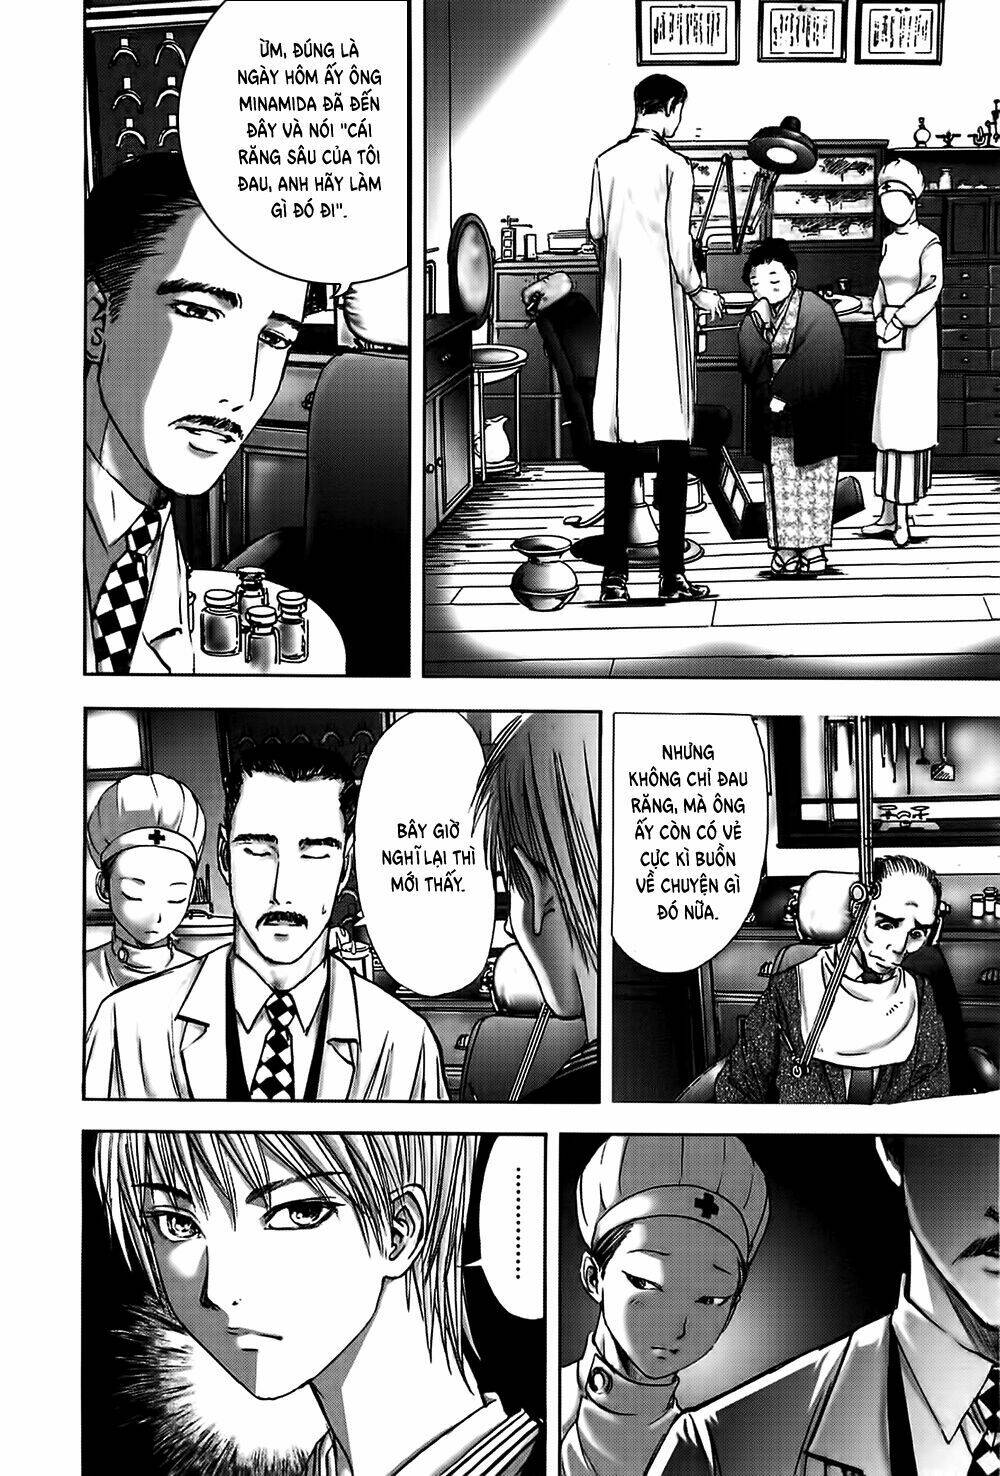 ỪM, ĐÚNG LÀ
NGÀY HÔM ẤY ÔNG
MINAMIDA ĐÃ ĐẾN
ĐÂY VÀ NÓI "CÁI
RĂNG SÂU CỦA TÔI
ĐAU, ANH HÃY LÀM
GÌ ĐÓ ĐI".
NHƯNG
KHÔNG CHỈ ĐAU
RĂNG, MÀ ÔNG
ẤY CÒN CÓ VẺ
CỰC KÌ BUỒN
VỀ CHUYỆN GÌ
ĐÓ NỮA.
BÂY GIỜ
NGHĨ LẠI THÌ
MỚI THẤY.
..........